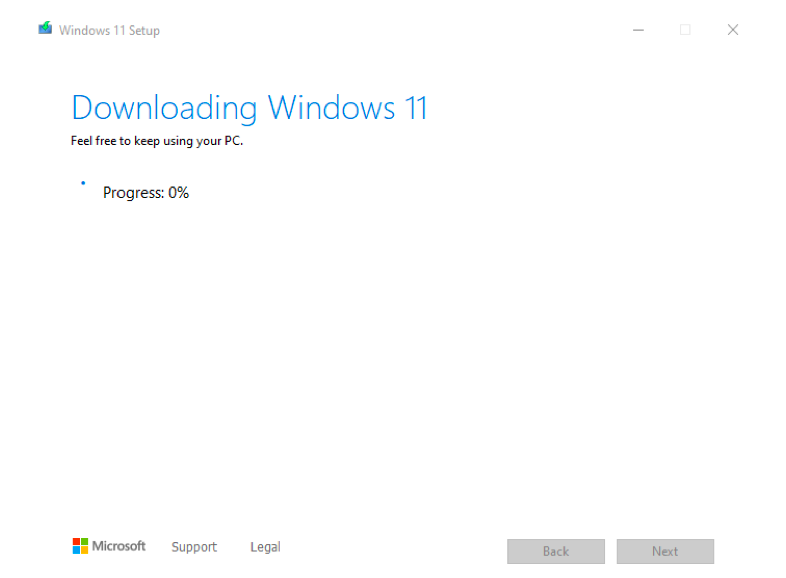 Windows 11 Setup
Downloading Windows 11
Feel free to keep using your PC.
Progress: 0%
Microsoft Support Legal Back Next